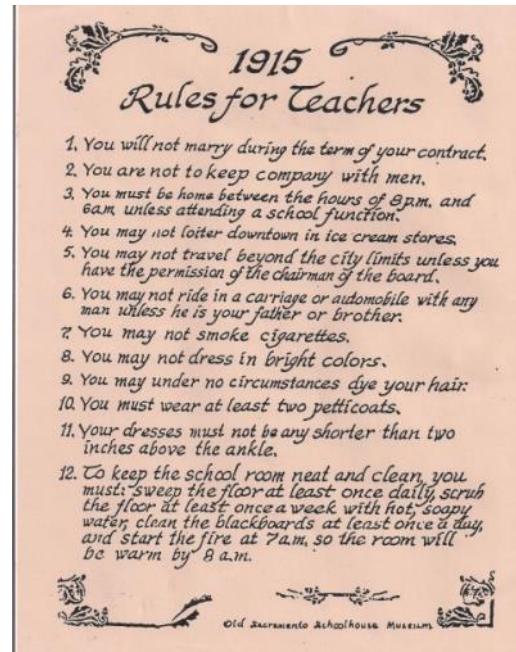 1915
Rules for Teachers
1. You will not marry during the term of your contract.
2. You are not to keep company with men.
3. You must be home between the hours of 8 p.m. and
6 am unless attending a school function.
4. You may not loiter downtown in ice cream stores.
5. You may not travel beyond the city limits unless you
have the permission of the chairman of the board.
6. You may not ride in a carriage or automobile with any
man unless he is your father or brother.
7. You may not smoke cigarettes.
8. You may not dress in bright colors.
9. You may under no circumstances dye your hair.
10. You must wear at least two petticoats.
11. Your dresses must not be any shorter than two
inches above the ankle.
12. To keep the school room neat and clean, you
must: sweep the floor at least once daily, scrub
the floor at least once a week with hot, soapy
water, clean the blackboards at least once a day,
and start the fire at 7 a.m. so the room will
be warm by 8 a.m.
Old Sacramento Schoolhouse Museum